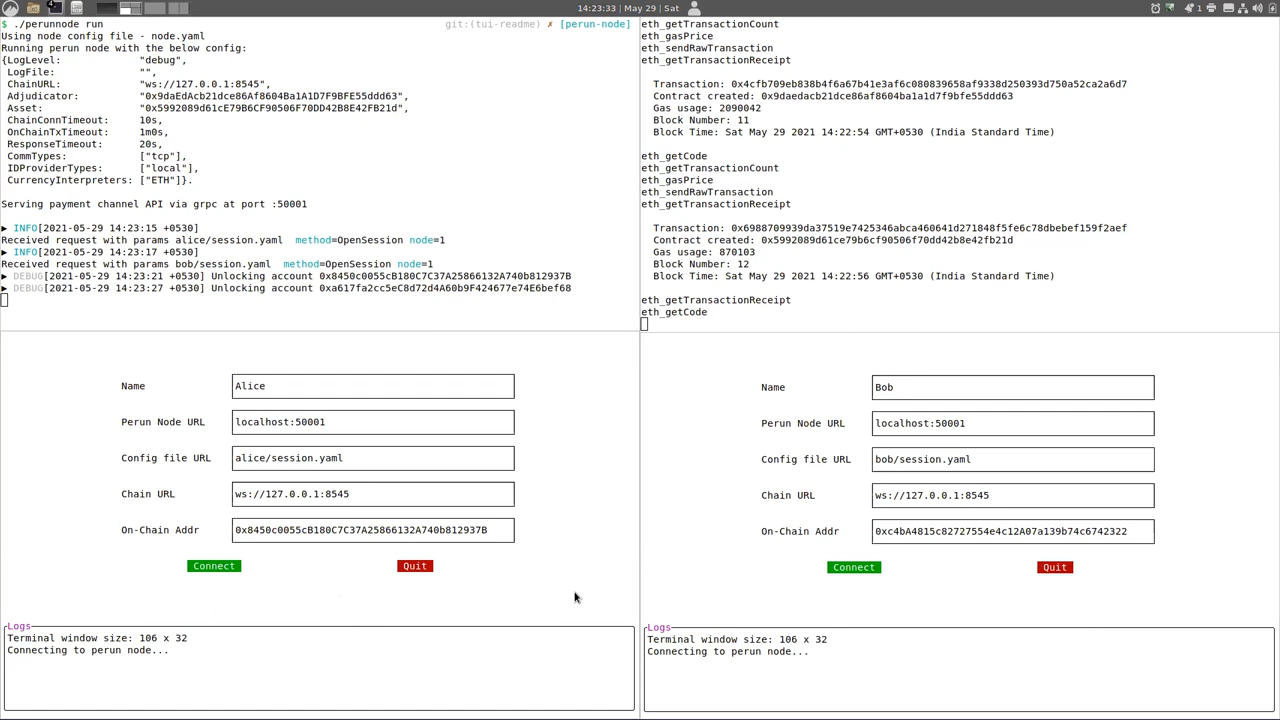 14:23:33 | May 29 | Sat
4
1
$ ./perunnode run git:(tui-readme) ✗ [perun-node]
Using node config file - node.yaml
Running perun node with the below config:
{LogLevel: "debug",
LogFile: "",
ChainURL: "ws://127.0.0.1:8545",
Adjudicator: "0x9daEdAcb21dce86Af8604Ba1A1D7F9BFE55ddd63",
Asset: "0x5992089d61cE79B6CF90506F70DD42B8E42FB21d",
ChainConnTimeout: 10s,
OnChainTxTimeout: 1m0s,
ResponseTimeout: 20s,
CommTypes: ["tcp"],
IDProviderTypes: ["local"],
CurrencyInterpreters: ["ETH"]}.
Serving payment channel API via grpc at port :50001
▶ INFO[2021-05-29 14:23:15 +0530]
Received request with params alice/session.yaml method=OpenSession node=1
▶ INFO[2021-05-29 14:23:17 +0530]
Received request with params bob/session.yaml method=OpenSession node=1
▶ DEBUG[2021-05-29 14:23:21 +0530] Unlocking account 0x8450c0055cB180C7C37A25866132A740b812937B
▶ DEBUG[2021-05-29 14:23:27 +0530] Unlocking account 0xa617fa2cc5eC8d72d4A60b9F424677e74E6bef68
eth_getTransactionCount
eth_gasPrice
eth_sendRawTransaction
eth_getTransactionReceipt
Transaction: 0x4cfb709eb838b4f6a67b41e3af6c080839658af9338d250393d750a52ca2a6d7
Contract created: 0x9daedacb21dce86af8604ba1a1d7f9bfe55ddd63
Gas usage: 2090042
Block Number: 11
Block Time: Sat May 29 2021 14:22:54 GMT+0530 (India Standard Time)
eth_getCode
eth_getTransactionCount
eth_gasPrice
eth_sendRawTransaction
eth_getTransactionReceipt
Transaction: 0x6988709939da37519e7425346abca460641d271848f5fe6c78dbebef159f2aef
Contract created: 0x5992089d61ce79b6cf90506f70dd42b8e42fb21d
Gas usage: 870103
Block Number: 12
Block Time: Sat May 29 2021 14:22:56 GMT+0530 (India Standard Time)
eth_getTransactionReceipt
eth_getCode
Name Alice
Perun Node URL localhost:50001
Config file URL alice/session.yaml
Chain URL ws://127.0.0.1:8545
On-Chain Addr 0x8450c0055cB180C7C37A25866132A740b812937B
Connect Quit
Logs
Terminal window size: 106 x 32
Connecting to perun node...
Name Bob
Perun Node URL localhost:50001
Config file URL bob/session.yaml
Chain URL ws://127.0.0.1:8545
On-Chain Addr 0xc4bA4815c82727554e4c12A07a139b74c6742322
Connect Quit
Logs
Terminal window size: 106 x 32
Connecting to perun node...